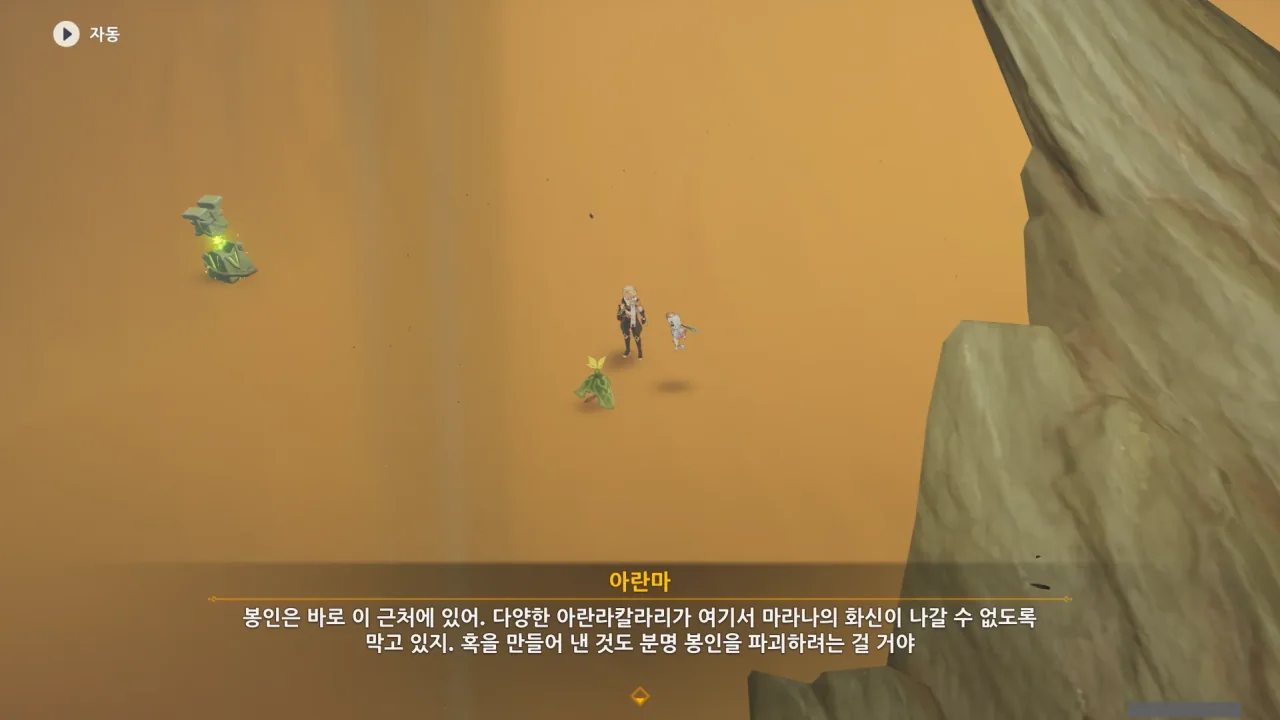 자동
아란마
봉인은 바로 이 근처에 있어. 다양한 아란라칼라리가 여기서 마라나의 화신이 나갈 수 없도록
막고 있지. 혹을 만들어 낸 것도 분명 봉인을 파괴하려는 걸 거야